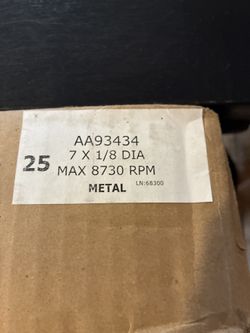 AA93434
7 X 1/8 DIA
25
MAX 8730 RPM
METAL LN:68300